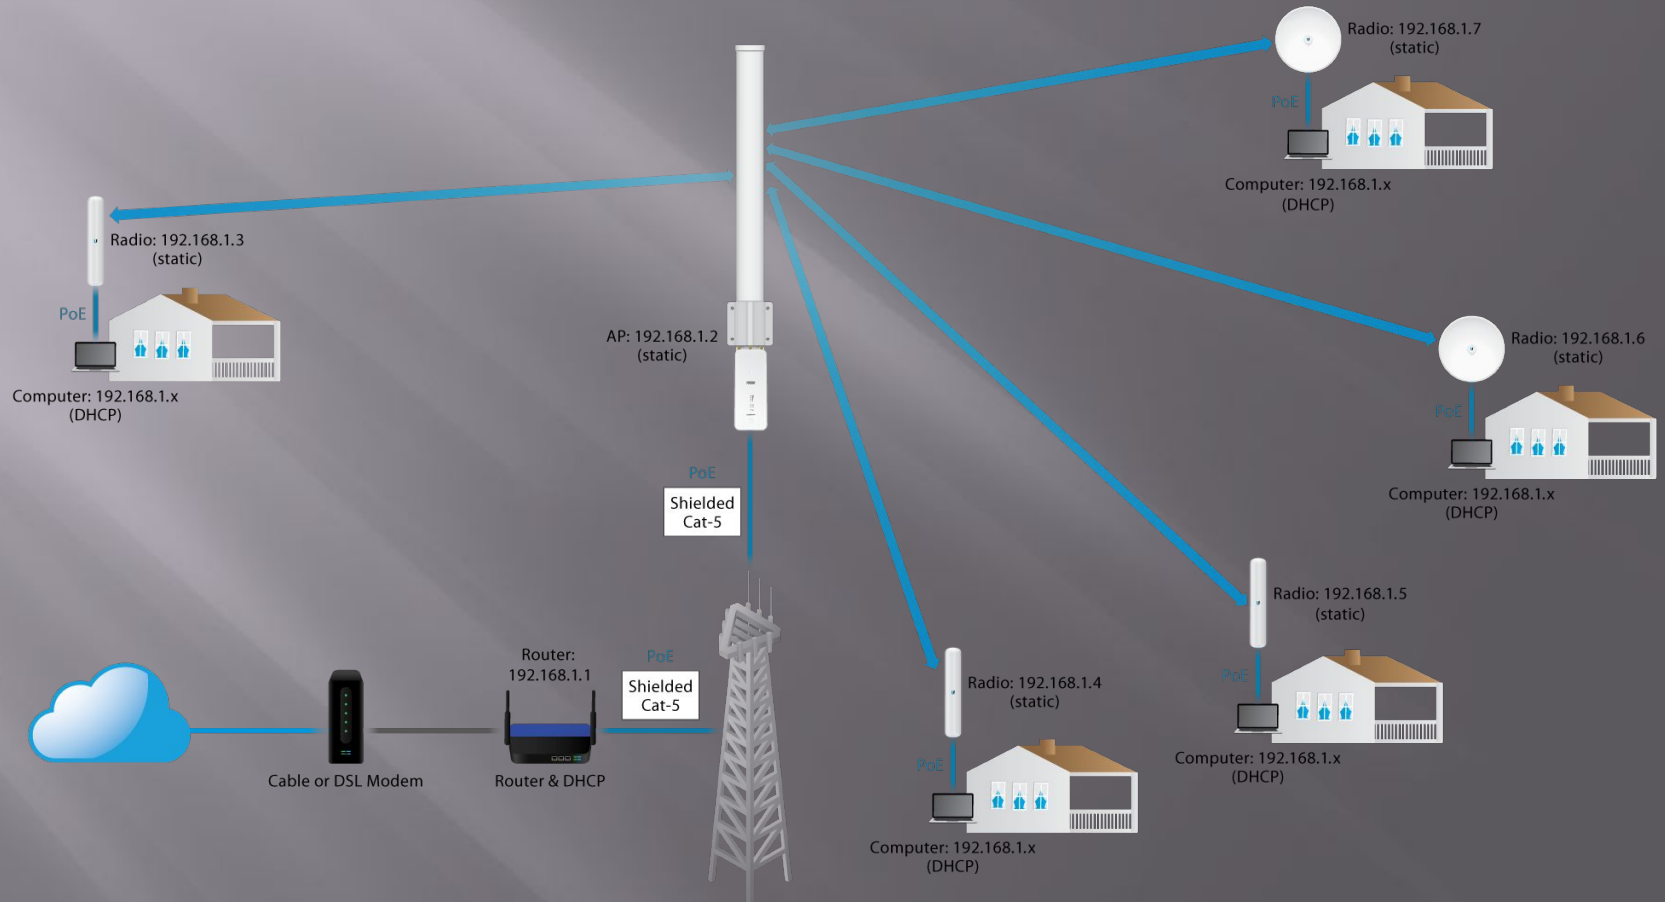 Radio: 192.168.1.7
(static)
PoE
Computer: 192.168.1.x
(DHCP)
Radio: 192.168.1.3
(static)
PoE
Computer: 192.168.1.x
(DHCP)
AP: 192.168.1.2
(static)
Radio: 192.168.1.6
(static)
PoE
Computer: 192.168.1.x
(DHCP)
PoE
Shielded
Cat-5
Radio: 192.168.1.5
(static)
PoE
Computer: 192.168.1.x
(DHCP)
Router:
192.168.1.1
PoE
Shielded
Cat-5
Radio: 192.168.1.4
(static)
PoE
Computer: 192.168.1.x
(DHCP)
Cable or DSL Modem
Router & DHCP